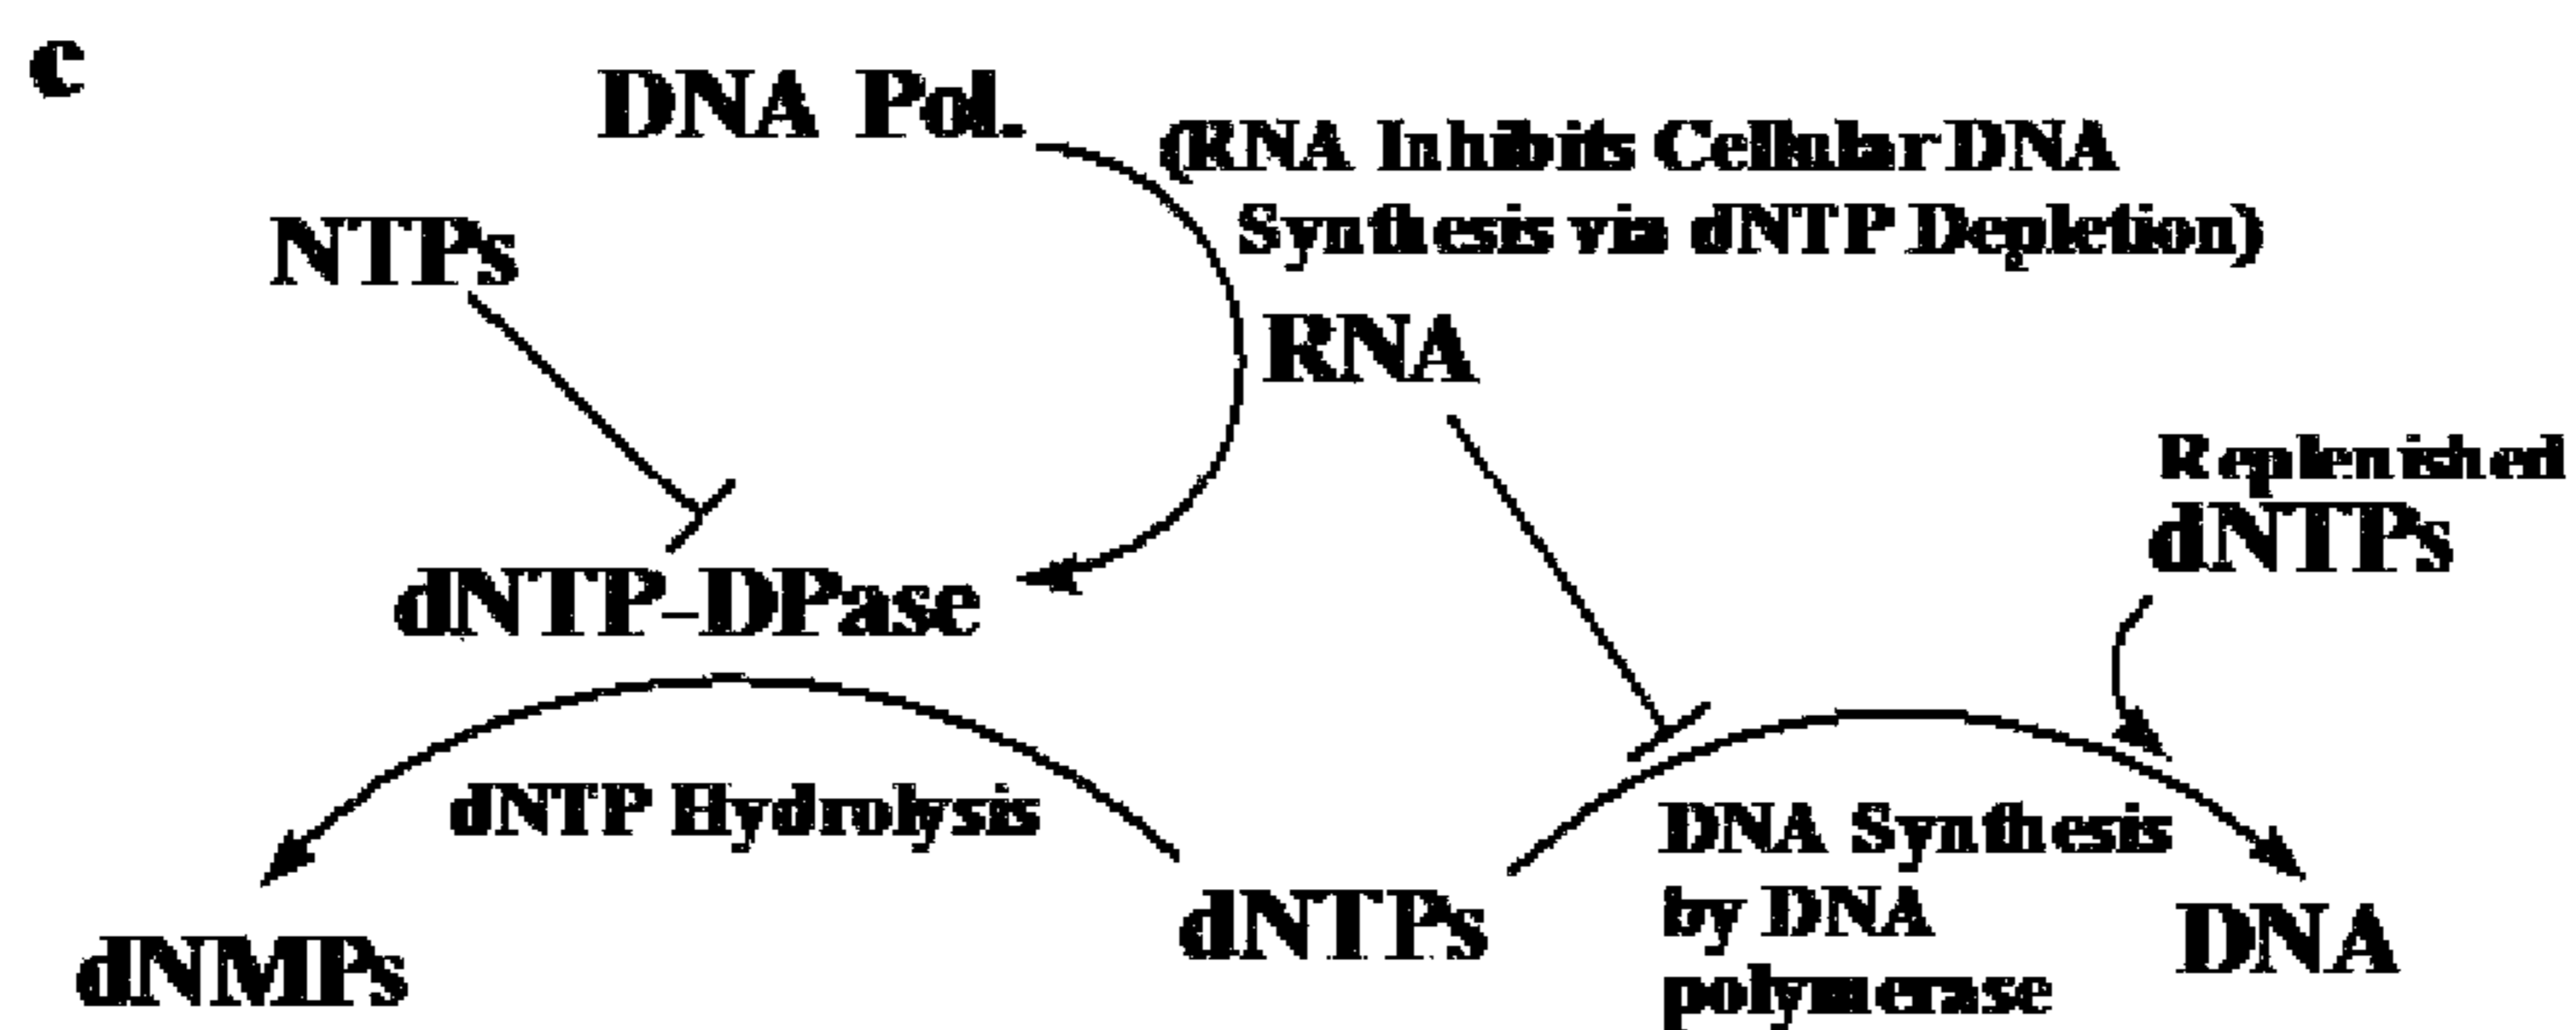 c
DNA Pol.
(RNA Inhibits Cellular DNA
Synthesis via dNTP Depletion)
NTPs
RNA
Replenished
dNTPs
dNTP-DPase
dNTP Hydrolysis
DNA Synthesis
by DNA
polymerase
dNTPs
DNA
dNMPs